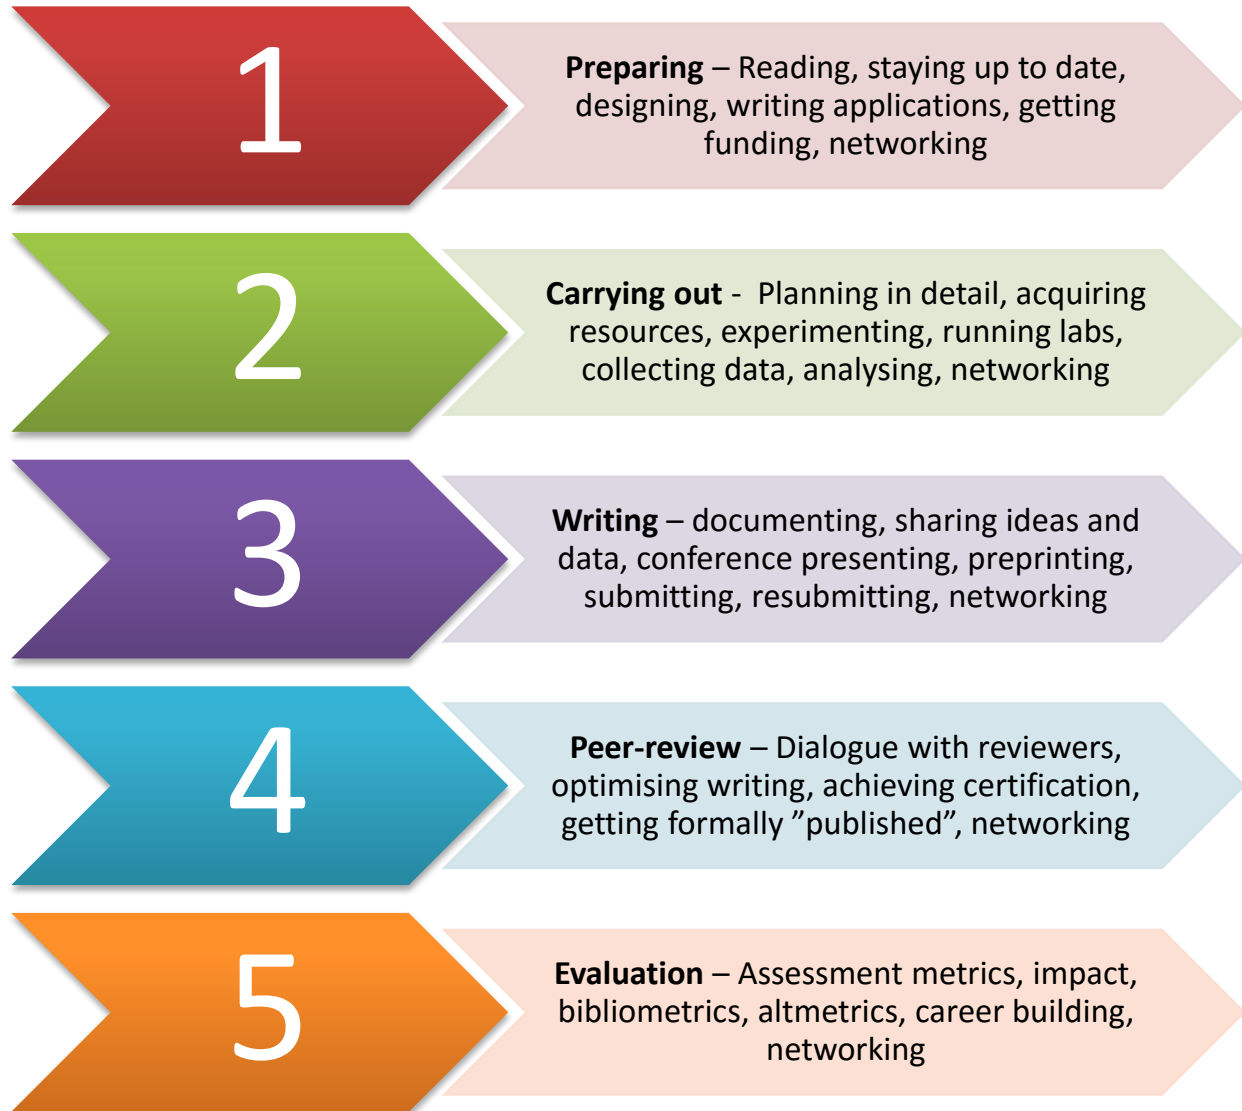 1
Preparing – Reading, staying up to date,
designing, writing applications, getting
funding, networking
2
Carrying out -  Planning in detail, acquiring
resources, experimenting, running labs,
collecting data, analysing, networking
3
Writing – documenting, sharing ideas and
data, conference presenting, preprinting,
submitting, resubmitting, networking
4
Peer-review – Dialogue with reviewers,
optimising writing, achieving certification,
getting formally ”published”, networking
5
Evaluation – Assessment metrics, impact,
bibliometrics, altmetrics, career building,
networking